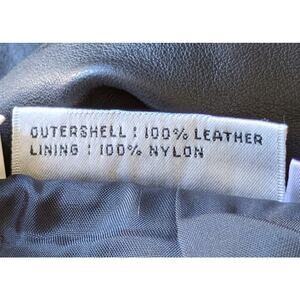 OUTERSHELL : 100% LEATHER
LINING : 100% NYLON